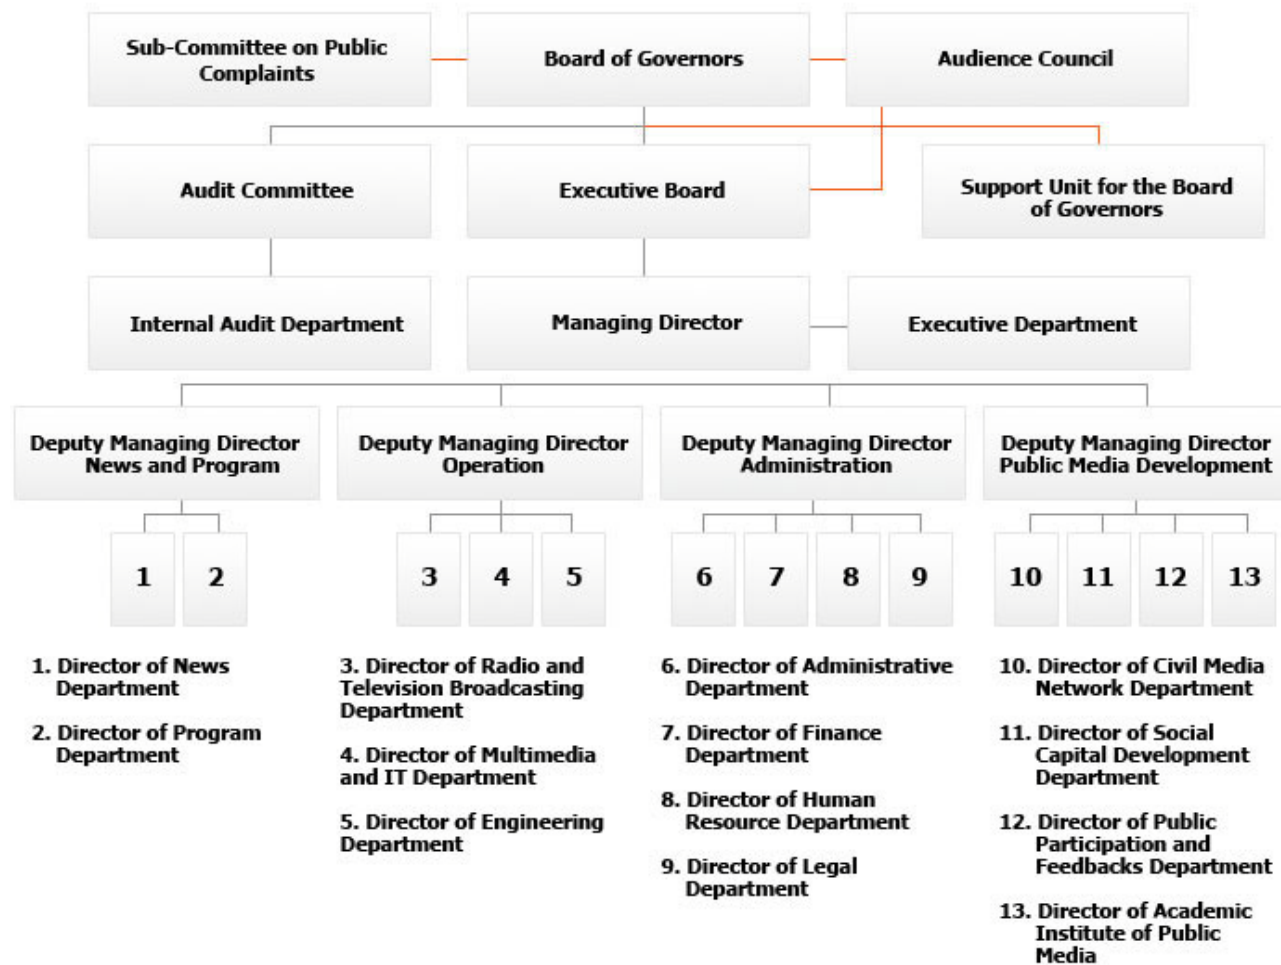 Sub-Committee on Public
Complaints
Board of Governors
Audience Council
Audit Committee
Executive Board
Support Unit for the Board
of Governors
Internal Audit Department
Managing Director
Executive Department
Deputy Managing Director
News and Program
Deputy Managing Director
Operation
Deputy Managing Director
Administration
Deputy Managing Director
Public Media Development
1
2
3
4
5
6
7
8
9
10
11
12
13
1. Director of News
Department
2. Director of Program
Department
3. Director of Radio and
Television Broadcasting
Department
4. Director of Multimedia
and IT Department
5. Director of Engineering
Department
6. Director of Administrative
Department
7. Director of Finance
Department
8. Director of Human
Resource Department
9. Director of Legal
Department
10. Director of Civil Media
Network Department
11. Director of Social
Capital Development
Department
12. Director of Public
Participation and
Feedbacks Department
13. Director of Academic
Institute of Public
Media